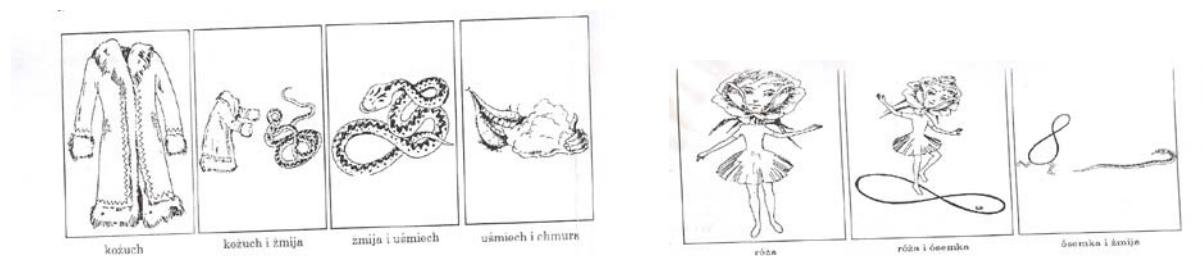 kożuch
kożuch i żmija
żmija i uśmiech
uśmiech i chmura
róża
róża i ósemka
ósemka i żmija